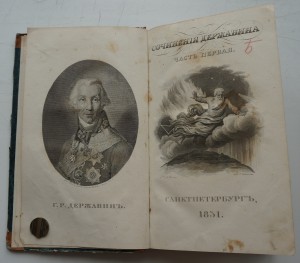 Г. Р. ДЕРЖАВИНЪ.
СОЧИНЕНІЯ ДЕРЖАВИНА
ЧАСТЬ ПЕРВАЯ.
САНКТПЕТЕРБУРГЪ,
1831.